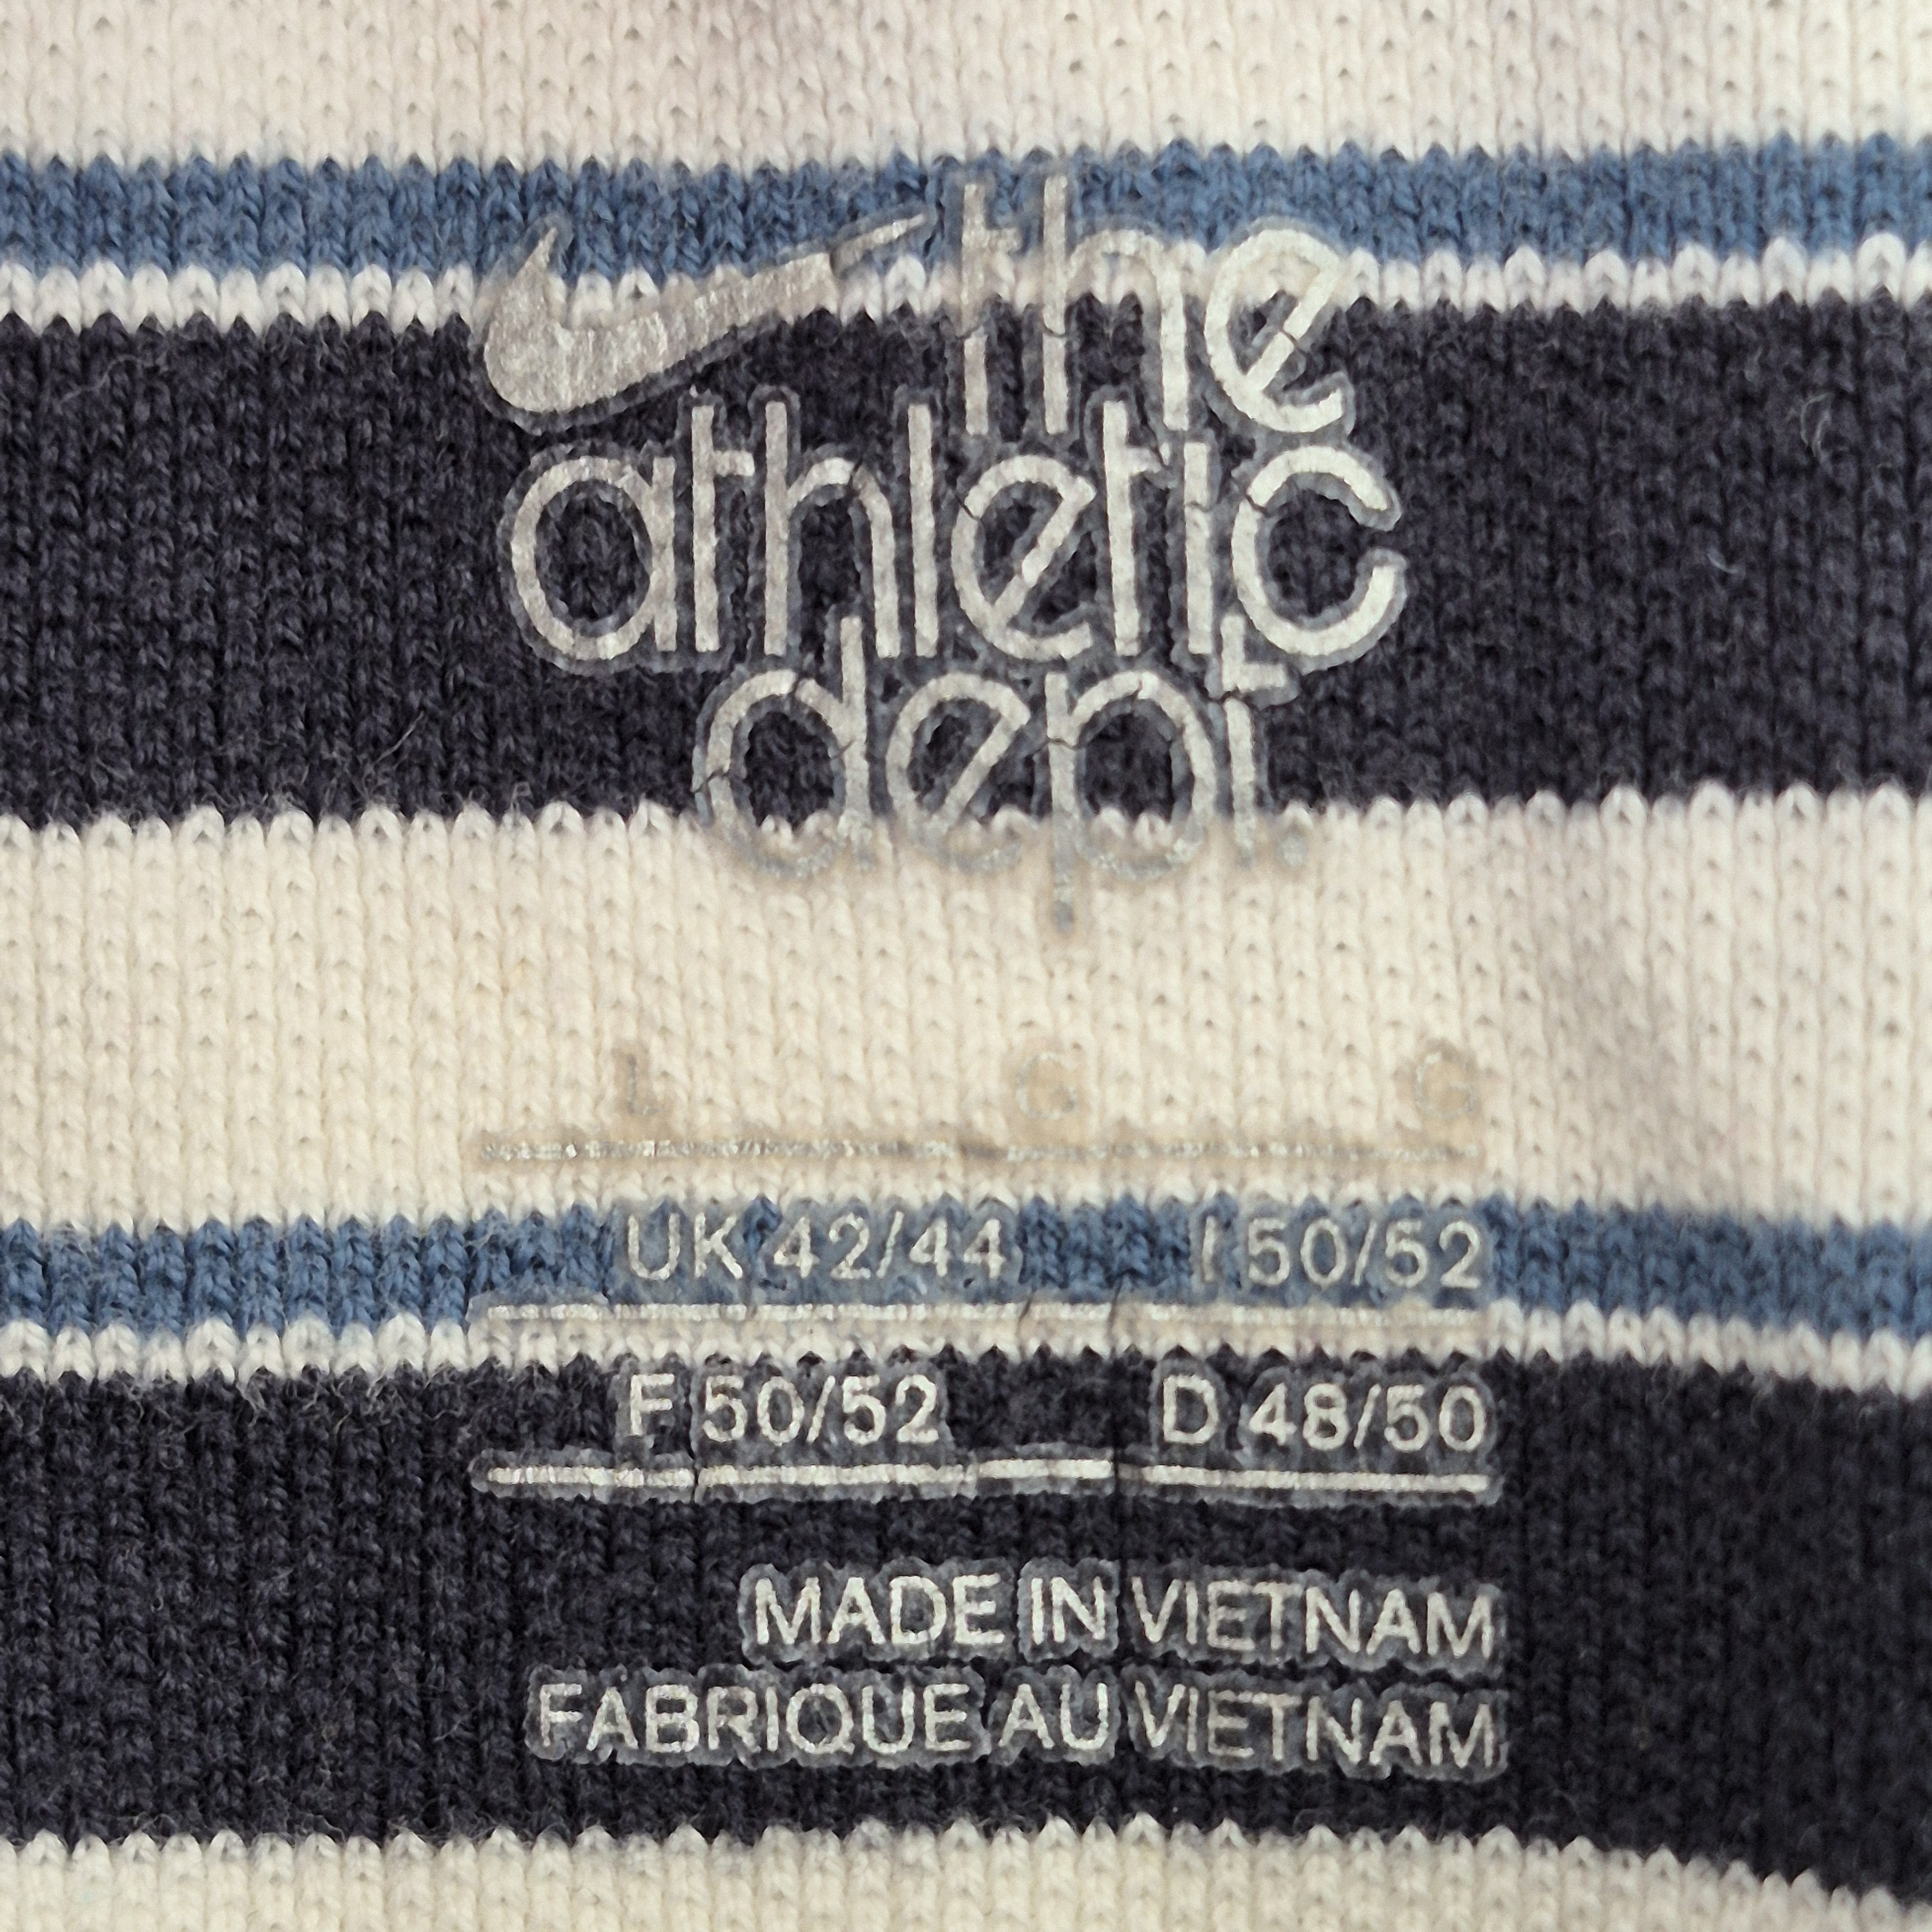 the
athletic
dept.
L G G
UK 42/44 I 50/52
F 50/52 D 48/50
MADE IN VIETNAM
FABRIQUE AU VIETNAM